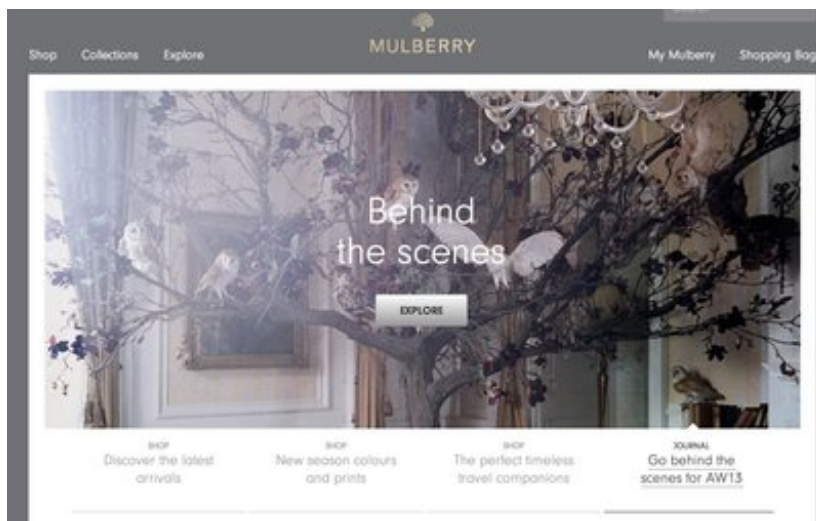 MULBERRY
Shop Collections Explore
My Mulberry Shopping Bag
Behind
the scenes
EXPLORE
SHOP
Discover the latest
arrivals
SHOP
New season colours
and prints
SHOP
The perfect timeless
travel companions
JOURNAL
Go behind the
scenes for AW13